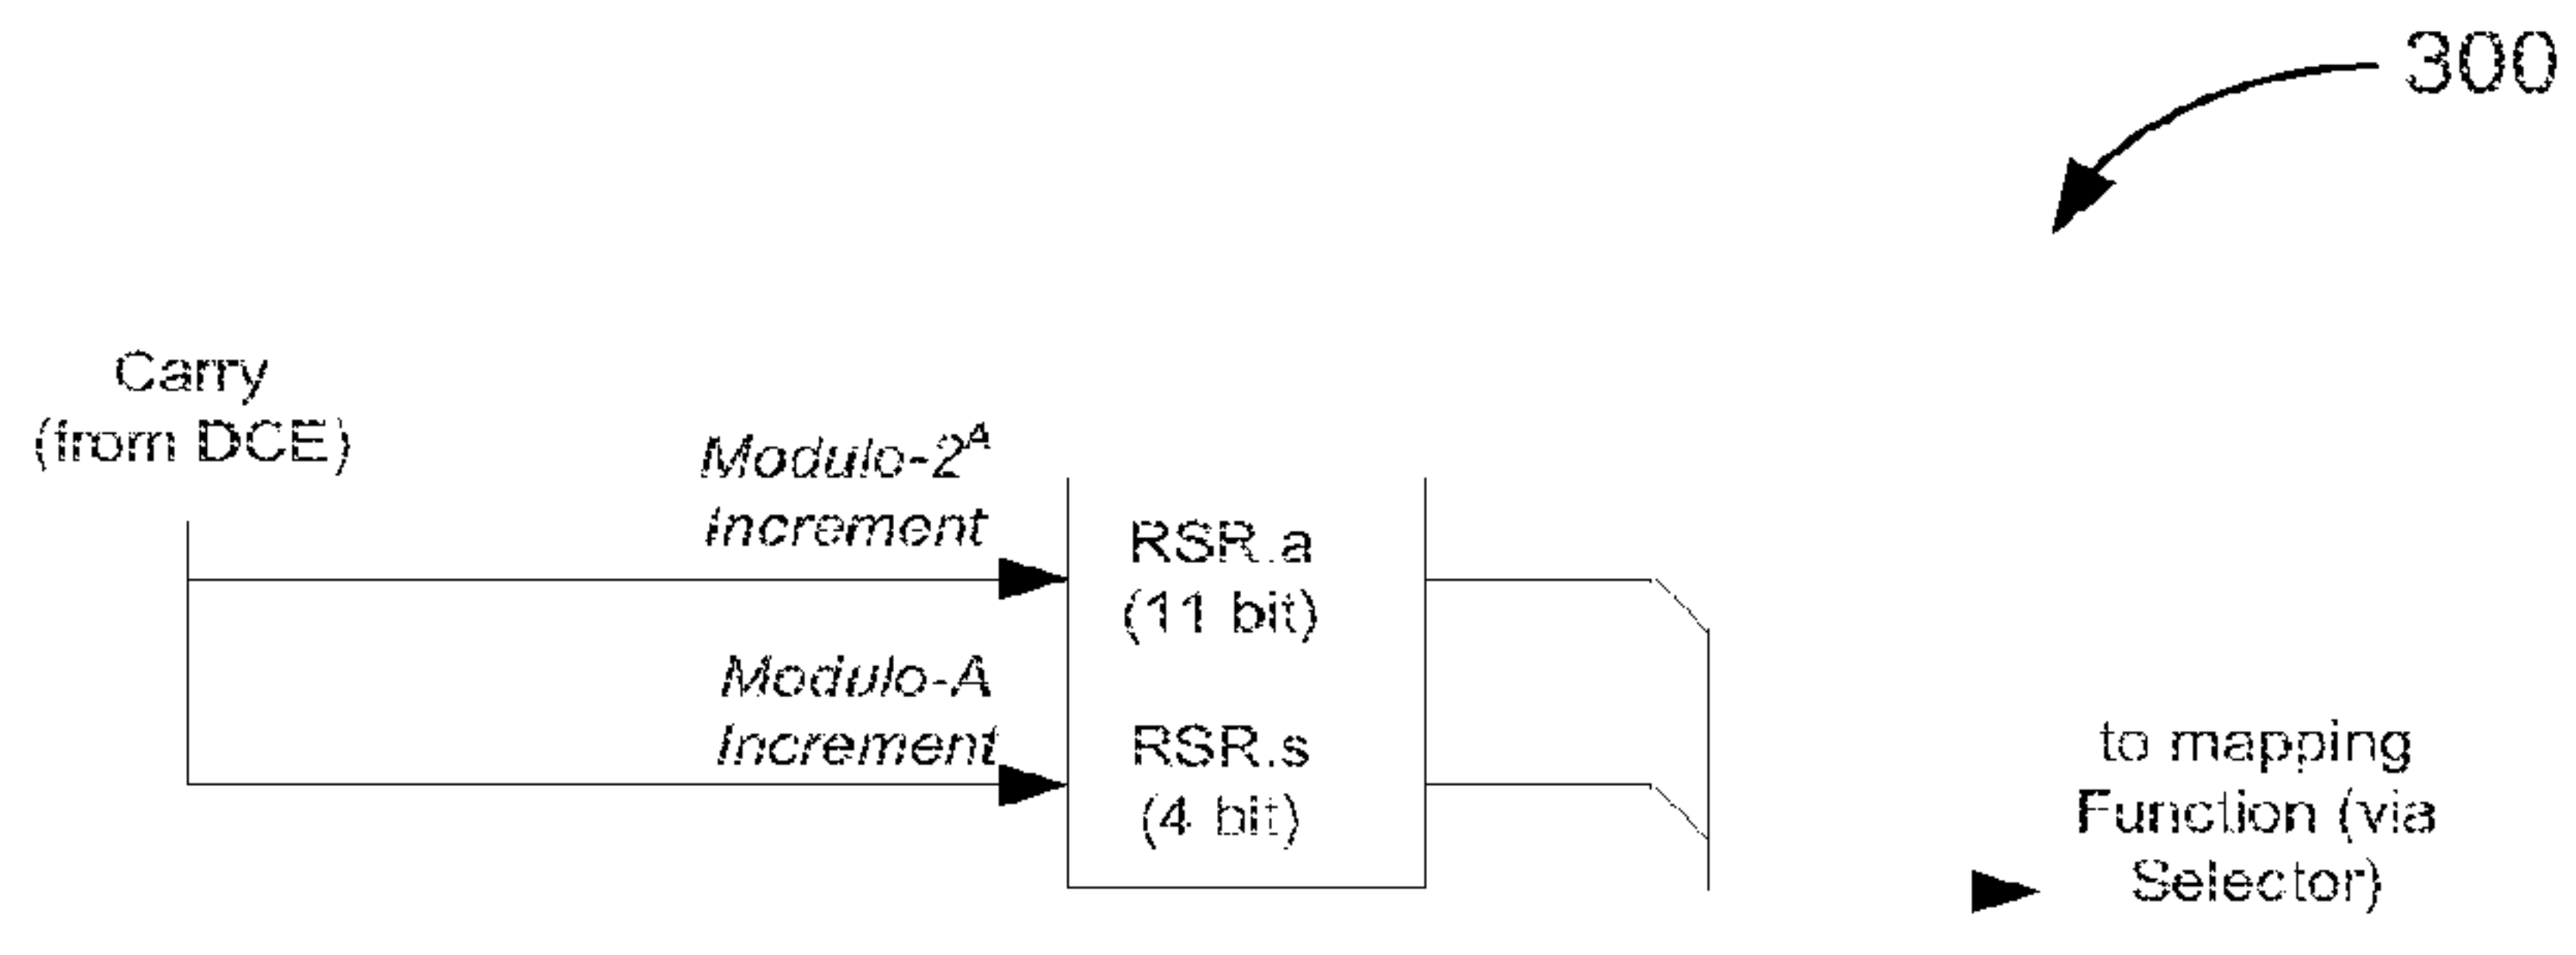 300
Carry
(from DCE)
Modulo-2^A
Increment
RSR.a
(11 bit)
Modulo-A
Increment
RSR.s
(4 bit)
to mapping
Function (via
Selector)